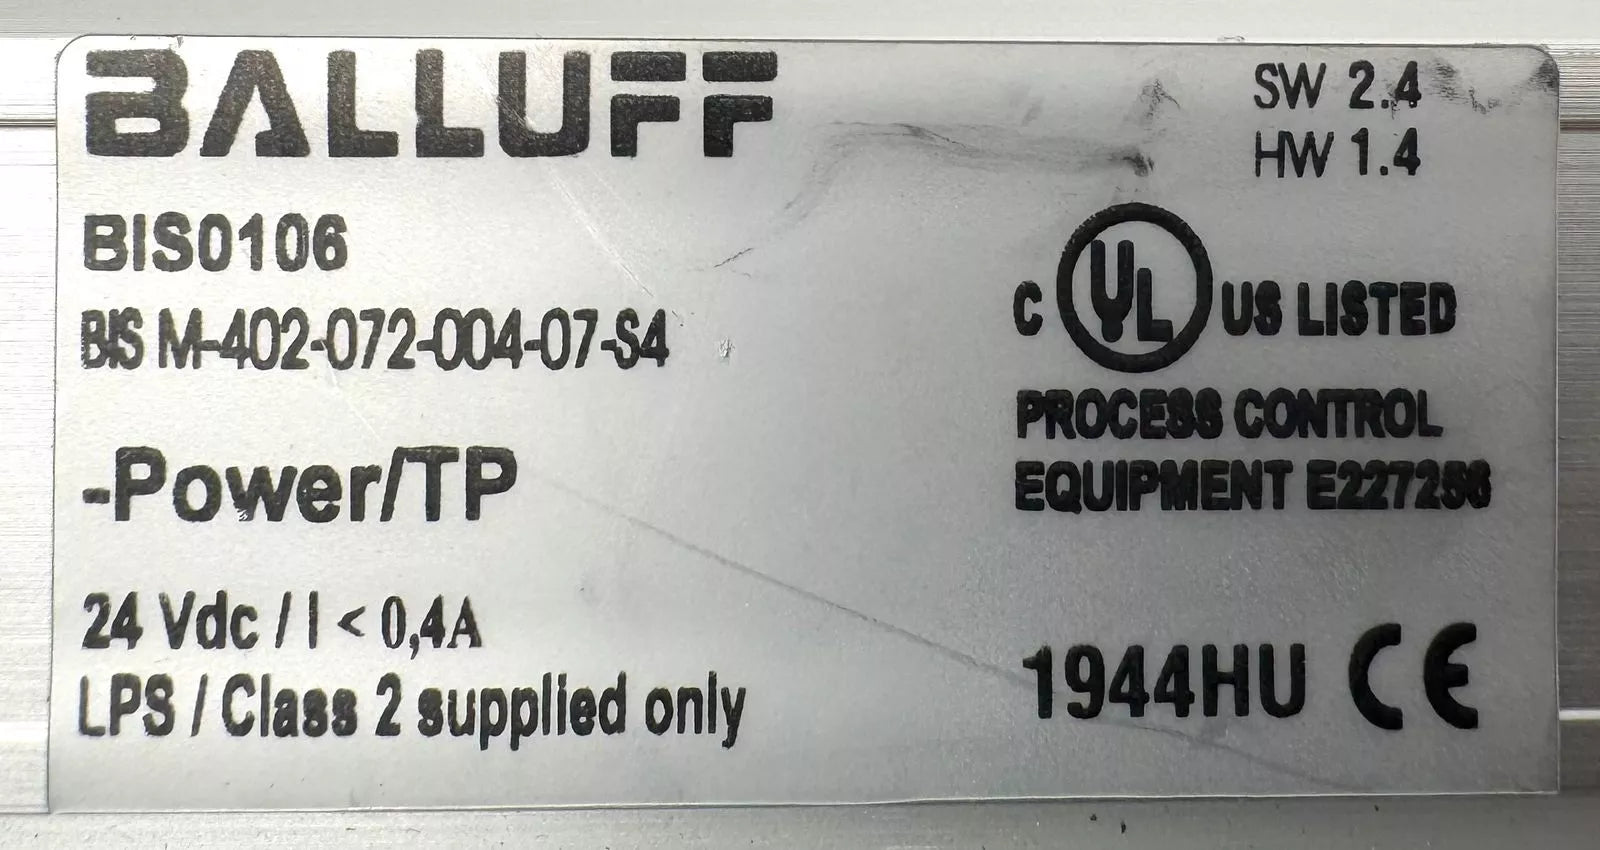 BALLUFF
BIS0106
BIS M-402-072-004-07-S4
-Power/TP
24 Vdc / I < 0,4A
LPS / Class 2 supplied only
SW 2.4
HW 1.4
C UL US LISTED
PROCESS CONTROL
EQUIPMENT E227256
1944HU CE